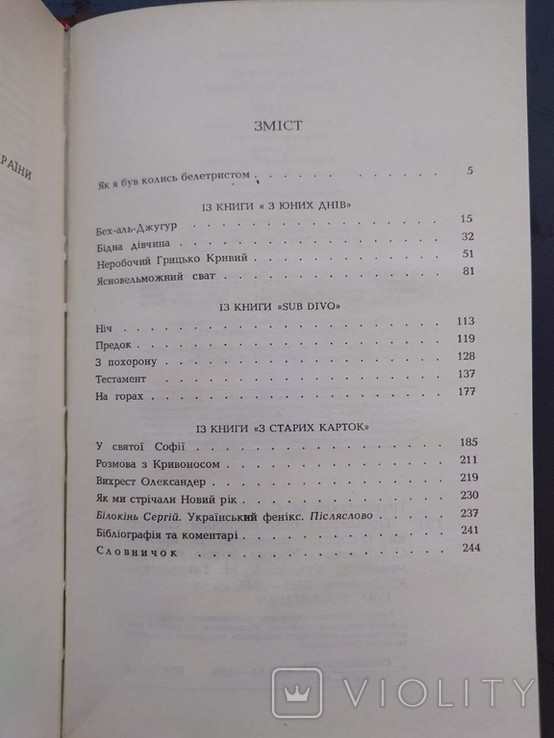 РАЇНИ
ЗМІСТ
Як я був колись белетристом . . . . . . . . . . 5
ІЗ КНИГИ « З ЮНИХ ДНІВ»
Бех-аль-Джугур . . . . . . . . . . 15
Бідна дівчина . . . . . . . . . . 32
Неробочий Грицько Кривий . . . . . . . . . . 51
Ясновельможний сват . . . . . . . . . . 81
ІЗ КНИГИ «SUB DIVO»
Ніч . . . . . . . . . . 113
Предок . . . . . . . . . . 119
З похорону . . . . . . . . . . 128
Тестамент . . . . . . . . . . 137
На горах . . . . . . . . . . 177
ІЗ КНИГИ «З СТАРИХ КАРТОК»
У святої Софії . . . . . . . . . . 185
Розмова з Кривоносом . . . . . . . . . . 211
Вихрест Олександер . . . . . . . . . . 219
Як ми стрічали Новий рік . . . . . . . . . . 230
Білокінь Сергій. Український фенікс. Післяслово . . . . . 237
Бібліографія та коментарі . . . . . . . . . . 241
Словничок . . . . . . . . . . 244
VIOLITY